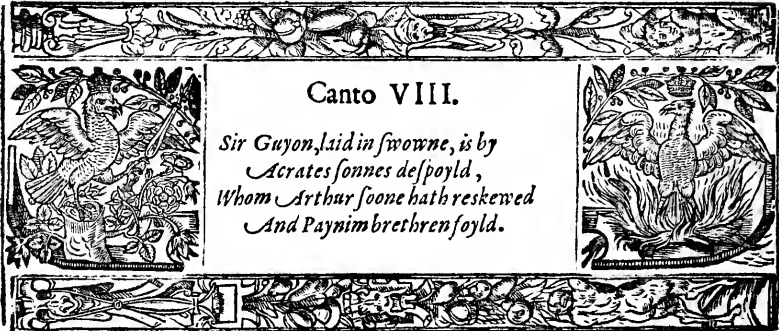 Canto VIII.
Sir Guyon, laid in ſwowne, is by
Acrates ſonnes deſpoyld,
Whom Arthur ſoone hath reskewed
And Paynim brethren foyld.